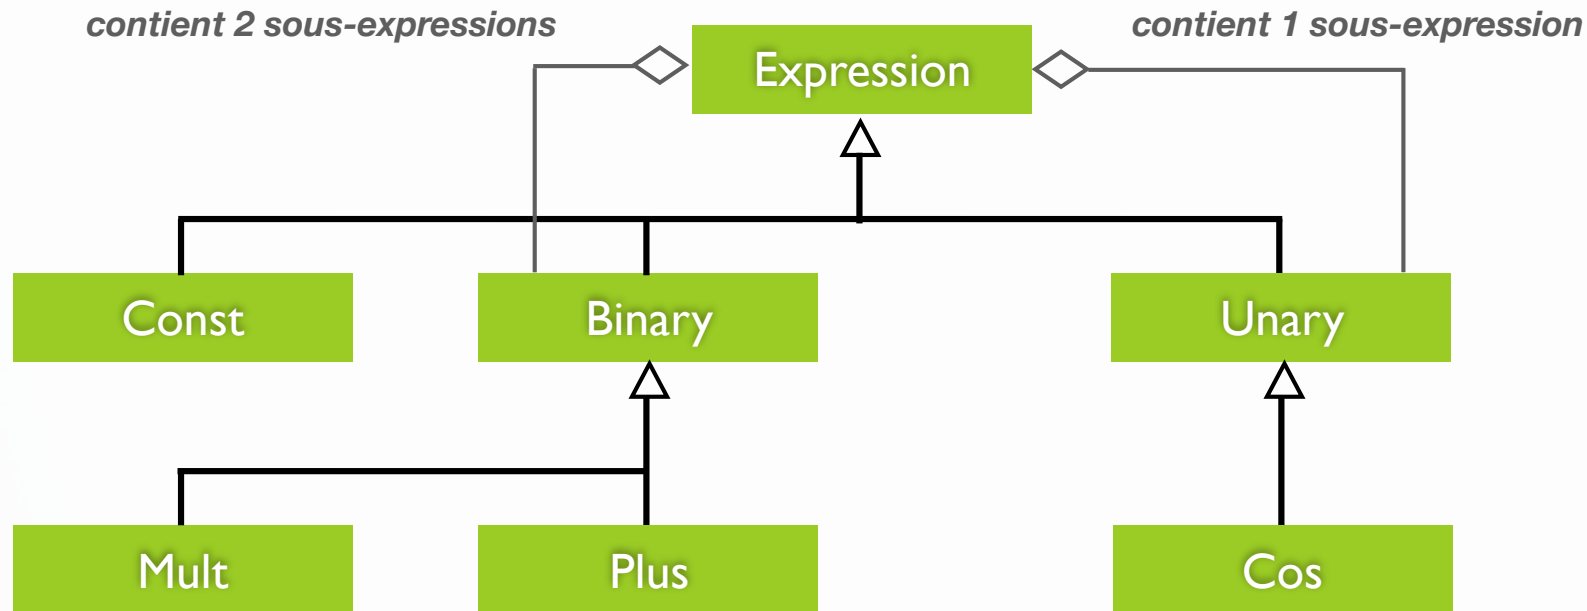 contient 2 sous-expressions
contient 1 sous-expression
Expression
Const
Binary
Unary
Mult
Plus
Cos